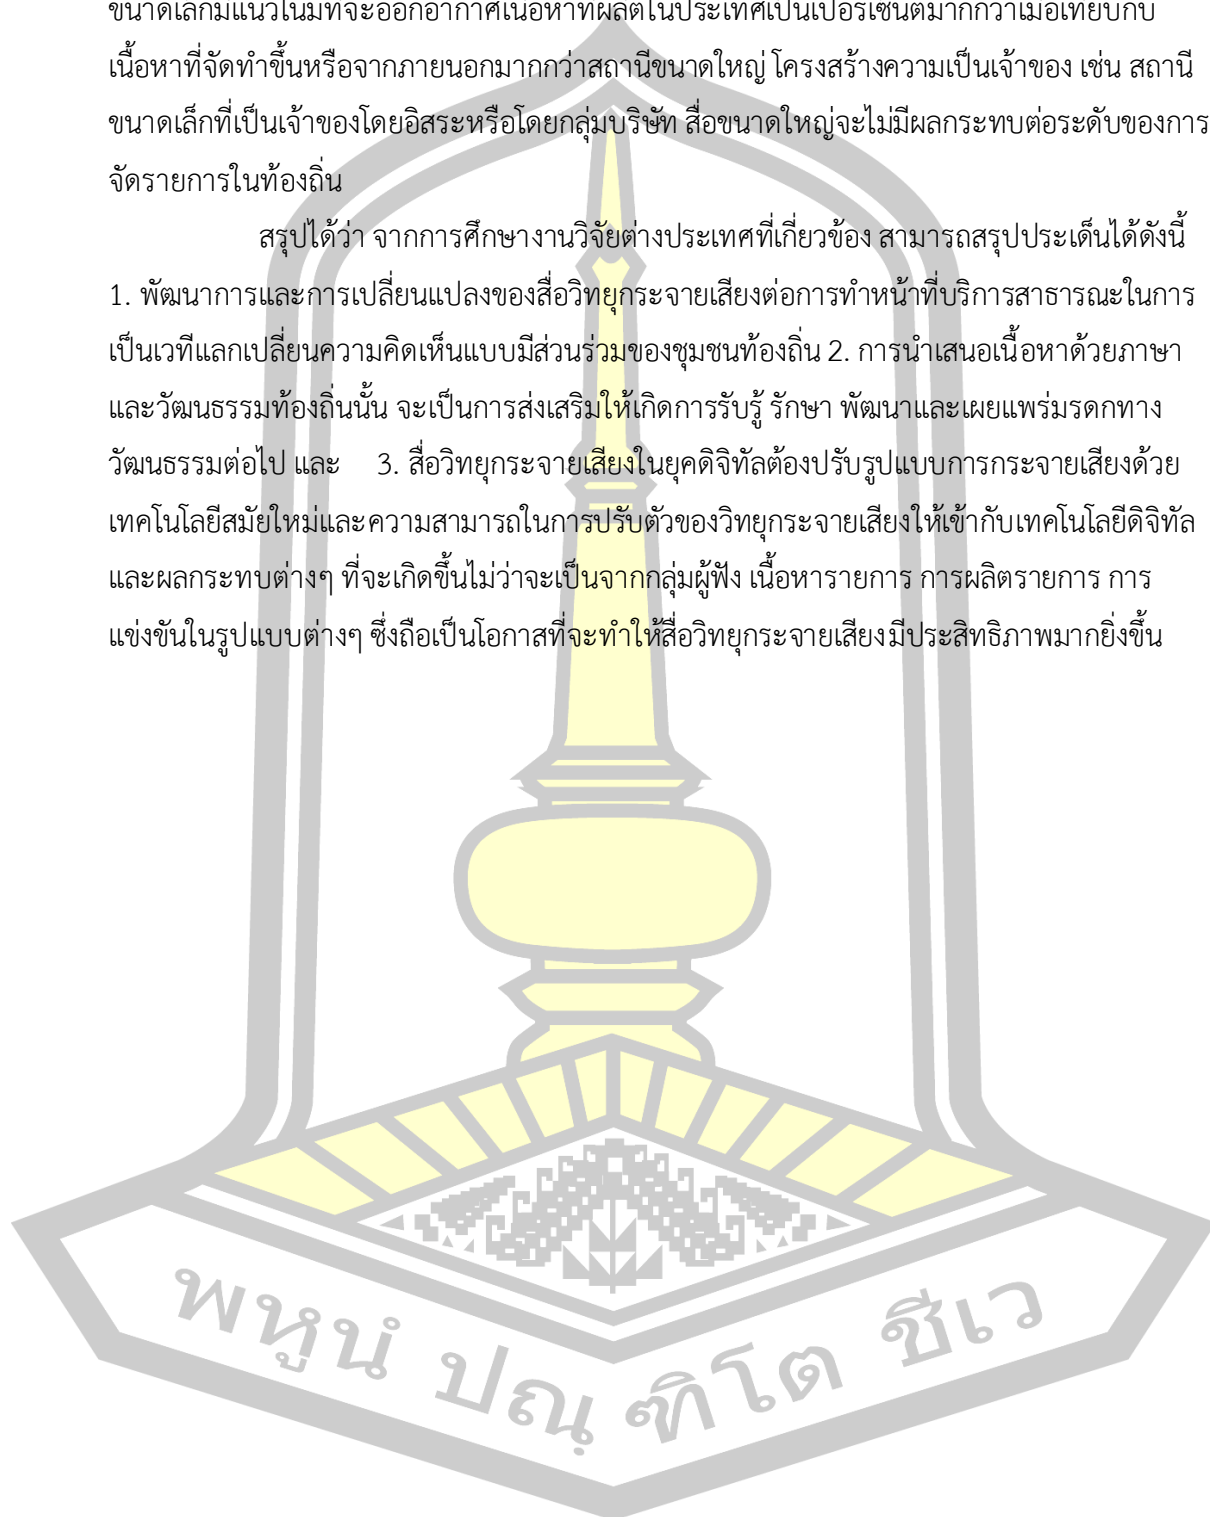 ขนาดเล็กมีแนวโน้มที่จะออกอากาศเนื้อหาที่ผลิตในประเทศเป็นเปอร์เซ็นต์มากกว่าเมื่อเทียบกับ
เนื้อหาที่จัดทำขึ้นหรือจากภายนอกมากกว่าสถานีขนาดใหญ่ โครงสร้างความเป็นเจ้าของ เช่น สถานี
ขนาดเล็กที่เป็นเจ้าของโดยอิสระหรือโดยกลุ่มบริษัท สื่อขนาดใหญ่จะไม่มีผลกระทบต่อระดับของการ
จัดรายการในท้องถิ่น
สรุปได้ว่า จากการศึกษางานวิจัยต่างประเทศที่เกี่ยวข้อง สามารถสรุปประเด็นได้ดังนี้
1. พัฒนาการและการเปลี่ยนแปลงของสื่อวิทยุกระจายเสียงต่อการทำหน้าที่บริการสาธารณะในการ
เป็นเวทีแลกเปลี่ยนความคิดเห็นแบบมีส่วนร่วมของชุมชนท้องถิ่น 2. การนำเสนอเนื้อหาด้วยภาษา
และวัฒนธรรมท้องถิ่นนั้น จะเป็นการส่งเสริมให้เกิดการรับรู้ รักษา พัฒนาและเผยแพร่มรดกทาง
วัฒนธรรมต่อไป และ 3. สื่อวิทยุกระจายเสียงในยุคดิจิทัลต้องปรับรูปแบบการกระจายเสียงด้วย
เทคโนโลยีสมัยใหม่และความสามารถในการปรับตัวของวิทยุกระจายเสียงให้เข้ากับเทคโนโลยีดิจิทัล
และผลกระทบต่างๆ ที่จะเกิดขึ้นไม่ว่าจะเป็นจากกลุ่มผู้ฟัง เนื้อหารายการ การผลิตรายการ การ
แข่งขันในรูปแบบต่างๆ ซึ่งถือเป็นโอกาสที่จะทำให้สื่อวิทยุกระจายเสียงมีประสิทธิภาพมากยิ่งขึ้น
พหูนํ ปณฺฑิโต ชีเว